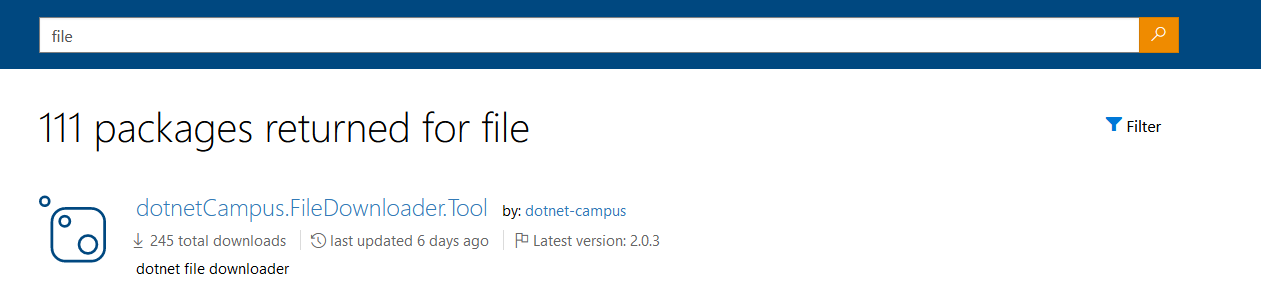 file
111 packages returned for file
Filter
dotnetCampus.FileDownloader.Tool by: dotnet-campus
245 total downloads last updated 6 days ago Latest version: 2.0.3
dotnet file downloader